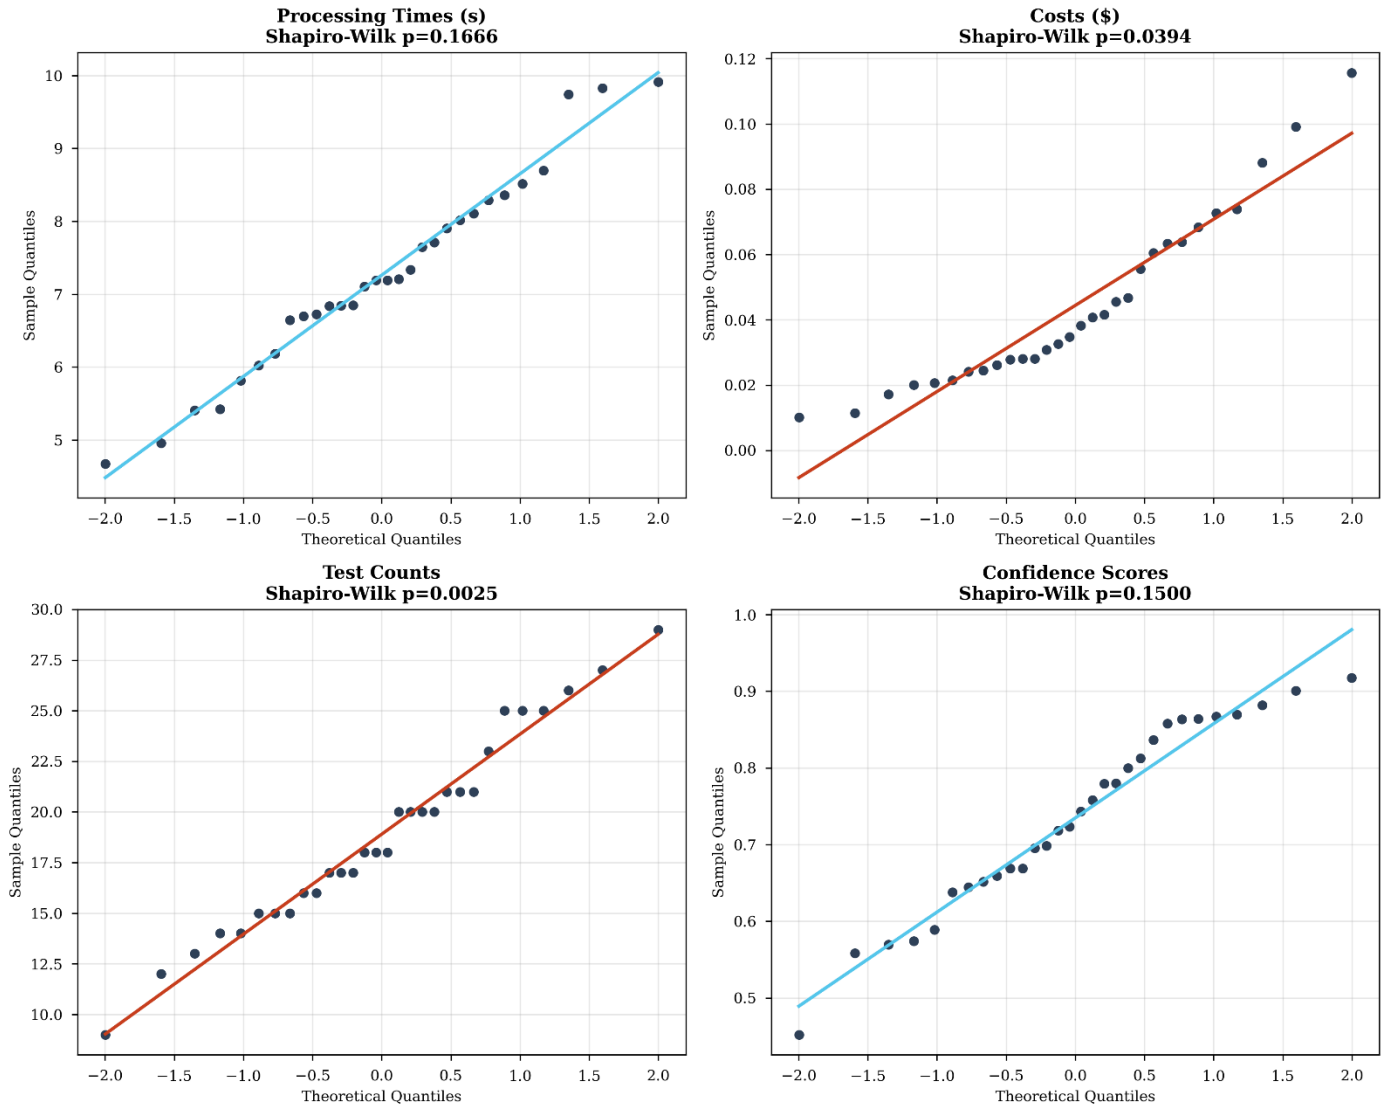 Processing Times (s)
Shapiro-Wilk p=0.1666
10
9
8
7
6
5
Sample Quantiles
−2.0 −1.5 −1.0 −0.5 0.0 0.5 1.0 1.5 2.0
Theoretical Quantiles
Costs ($)
Shapiro-Wilk p=0.0394
0.12
0.10
0.08
0.06
0.04
0.02
0.00
Sample Quantiles
−2.0 −1.5 −1.0 −0.5 0.0 0.5 1.0 1.5 2.0
Theoretical Quantiles
Test Counts
Shapiro-Wilk p=0.0025
30.0
27.5
25.0
22.5
20.0
17.5
15.0
12.5
10.0
Sample Quantiles
−2.0 −1.5 −1.0 −0.5 0.0 0.5 1.0 1.5 2.0
Theoretical Quantiles
Confidence Scores
Shapiro-Wilk p=0.1500
1.0
0.9
0.8
0.7
0.6
0.5
Sample Quantiles
−2.0 −1.5 −1.0 −0.5 0.0 0.5 1.0 1.5 2.0
Theoretical Quantiles